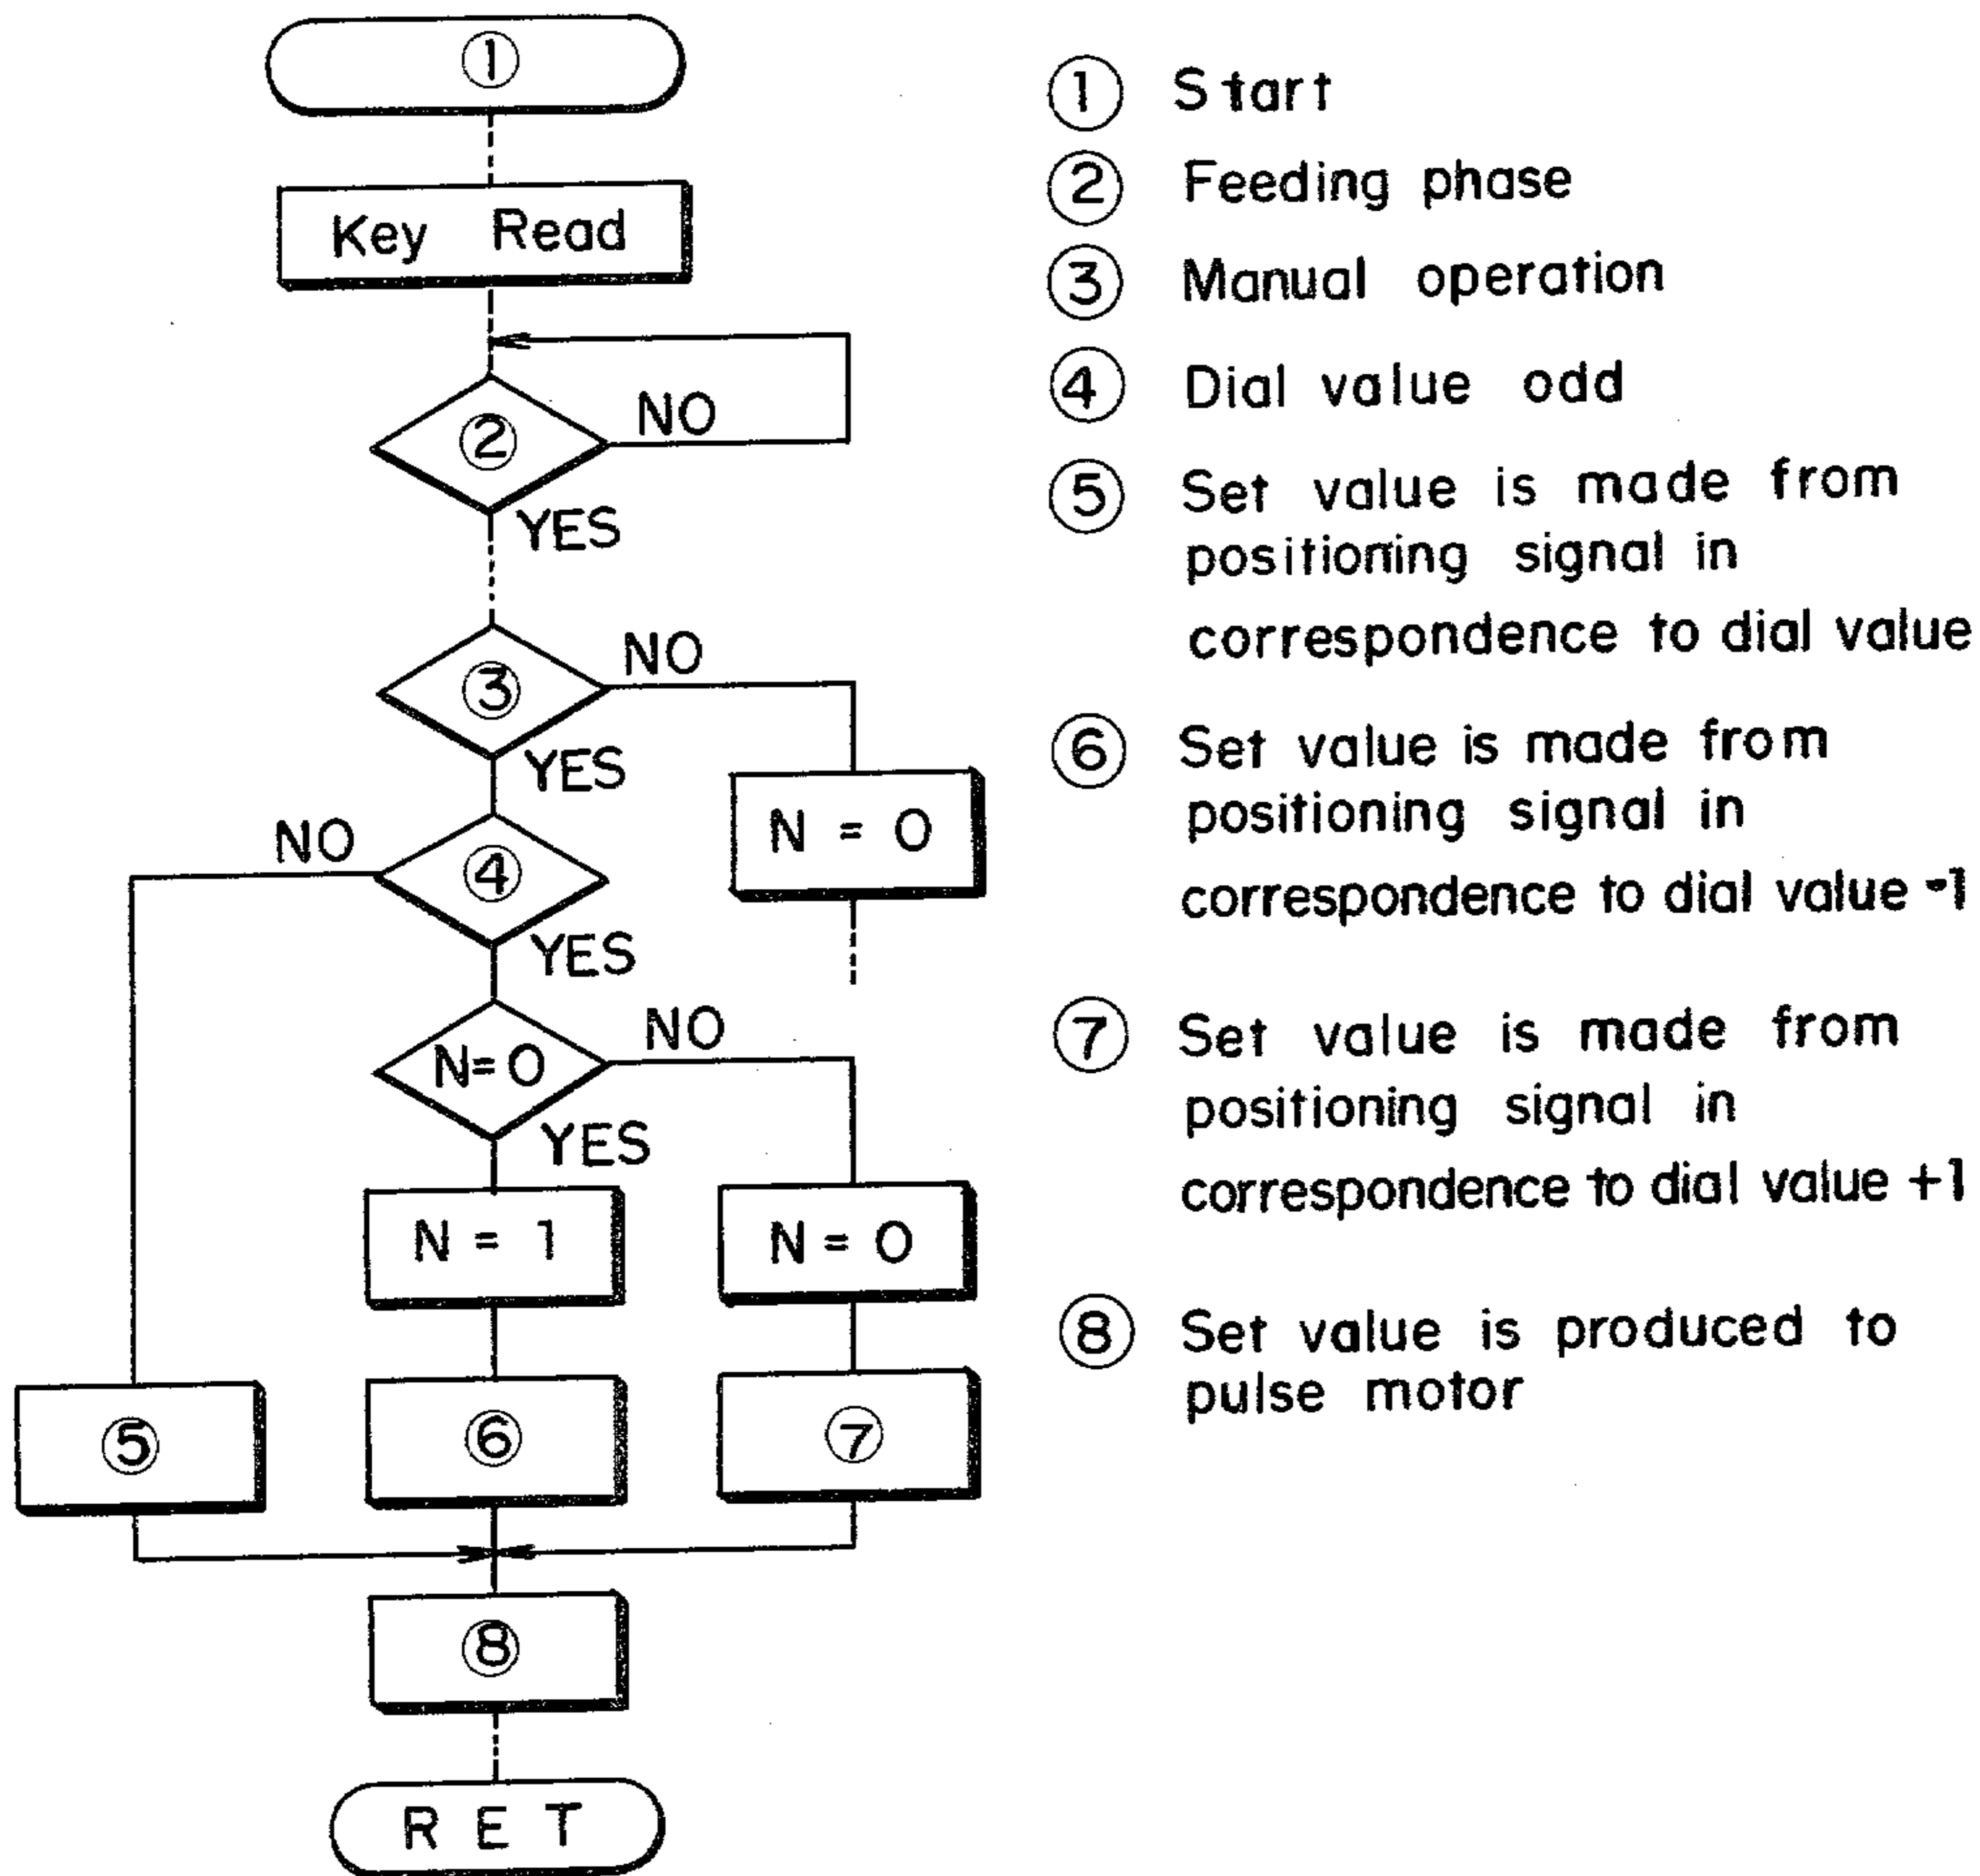 ①
Key Read
②
NO
YES
③
NO
YES
N = 0
NO
④
YES
N=0
NO
YES
N = 1
N = 0
⑤
⑥
⑦
⑧
R E T
① Start
② Feeding phase
③ Manual operation
④ Dial value odd
⑤ Set value is made from
positioning signal in
correspondence to dial value
⑥ Set value is made from
positioning signal in
correspondence to dial value -1
⑦ Set value is made from
positioning signal in
correspondence to dial value +1
⑧ Set value is produced to
pulse motor